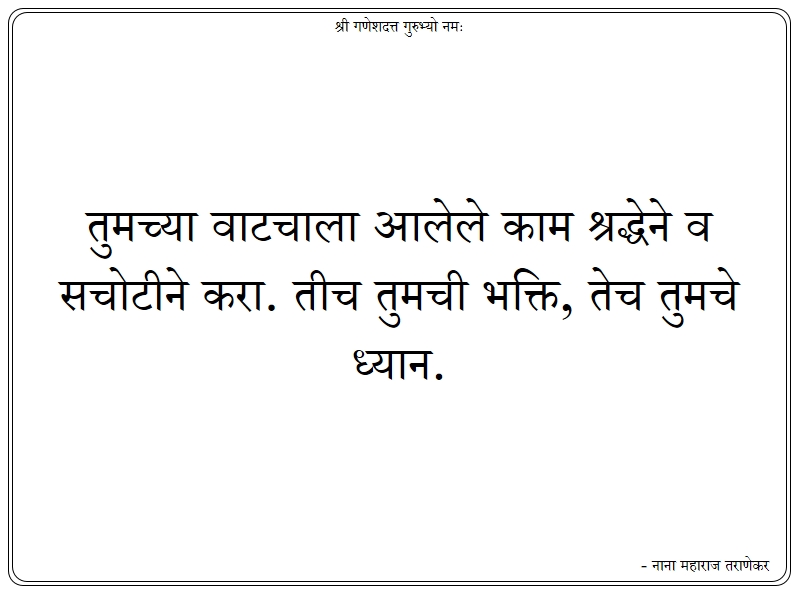 श्री गणेशदत्त गुरुभ्यो नमः
तुमच्या वाटचाला आलेले काम श्रद्धेने व
सचोटीने करा. तीच तुमची भक्ति, तेच तुमचे
ध्यान.
- नाना महाराज तराणेकर